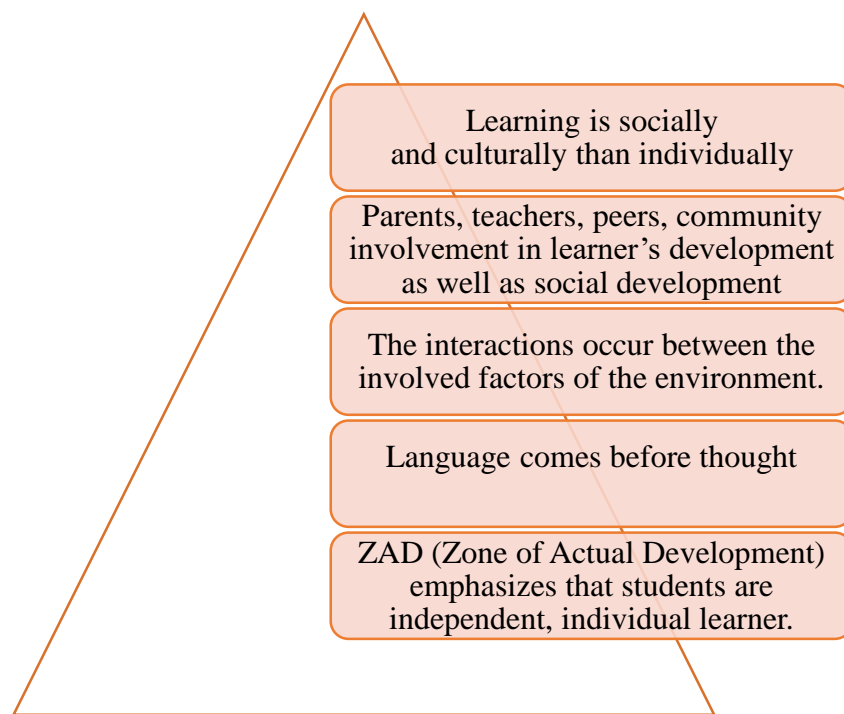 Learning is socially
and culturally than individually
Parents, teachers, peers, community
involvement in learner's development
as well as social development
The interactions occur between the
involved factors of the environment.
Language comes before thought
ZAD (Zone of Actual Development)
emphasizes that students are
independent, individual learner.